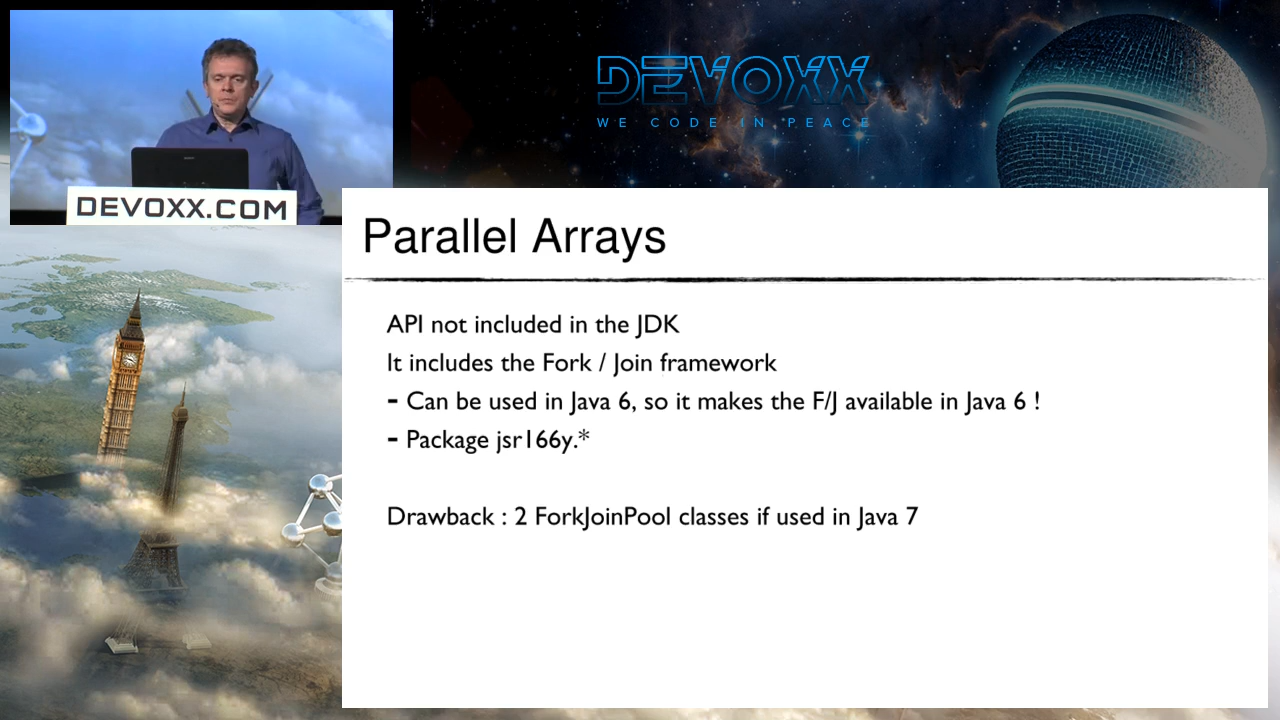 DEVOXX
WE CODE IN PEACE
DEVOXX.COM
Parallel Arrays
API not included in the JDK
It includes the Fork / Join framework
- Can be used in Java 6, so it makes the F/J available in Java 6 !
- Package jsr166y.*
Drawback : 2 ForkJoinPool classes if used in Java 7